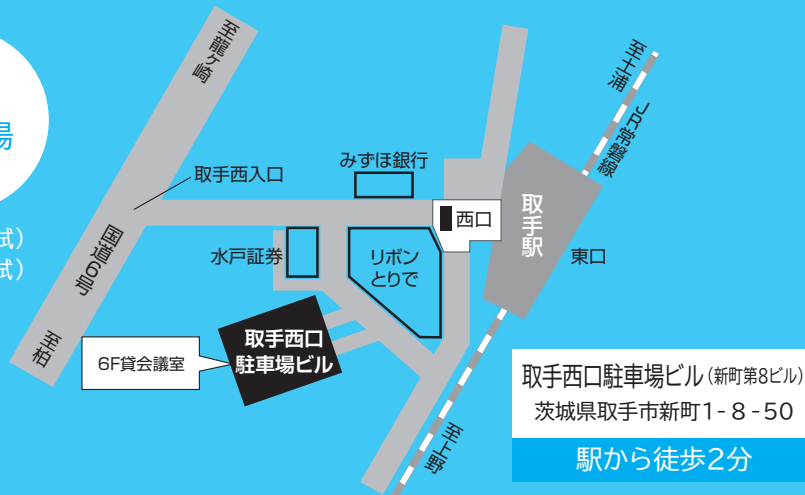 場
試）
試）
至龍ヶ崎
取手西入口
国道6号
至柏
みずほ銀行
水戸証券
リボン
とりで
西口
取手駅
東口
至土浦
JR常磐線
至上野
6F貸会議室
取手西口
駐車場ビル
取手西口駐車場ビル（新町第8ビル）
茨城県取手市新町1-8-50
駅から徒歩2分